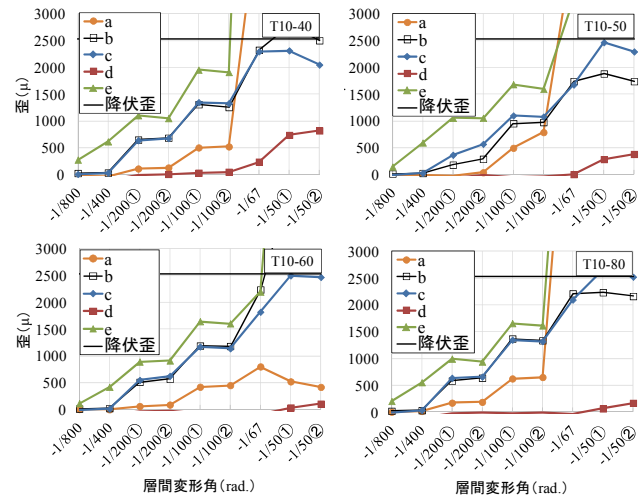 T10-40
3000
2500
2000
1500
1000
500
0
歪(μ)
a
b
c
d
e
降伏歪
-1/800
-1/400
-1/200①
-1/200②
-1/100①
-1/100②
-1/67
-1/50①
-1/50②
T10-50
3000
2500
2000
1500
1000
500
0
a
b
c
d
e
降伏歪
-1/800
-1/400
-1/200①
-1/200②
-1/100①
-1/100②
-1/67
-1/50①
-1/50②
T10-60
3000
2500
2000
1500
1000
500
0
歪(μ)
a
b
c
d
e
降伏歪
-1/800
-1/400
-1/200①
-1/200②
-1/100①
-1/100②
-1/67
-1/50①
-1/50②
層間変形角(rad.)
T10-80
3000
2500
2000
1500
1000
500
0
a
b
c
d
e
降伏歪
-1/800
-1/400
-1/200①
-1/200②
-1/100①
-1/100②
-1/67
-1/50①
-1/50②
層間変形角(rad.)